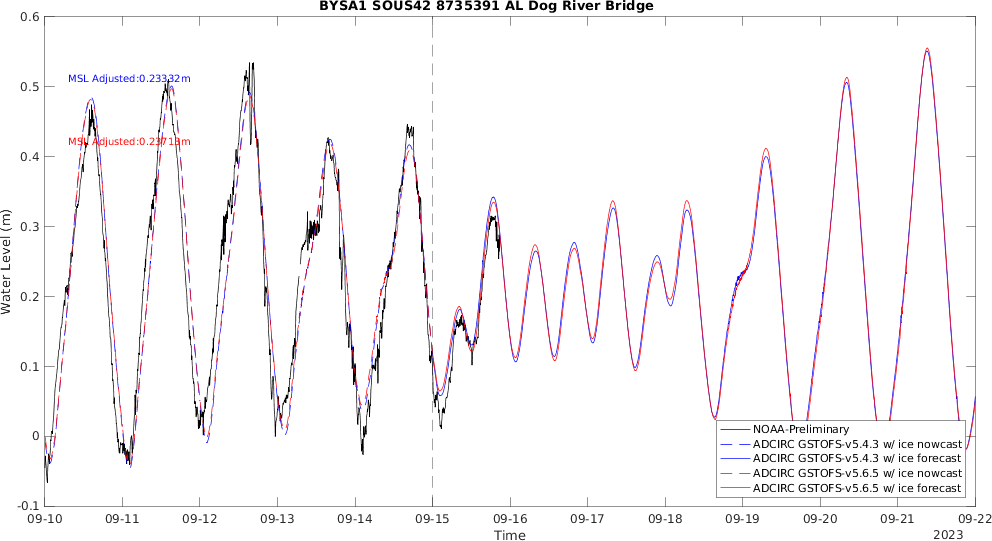 BYSA1 SOUS42 8735391 AL Dog River Bridge
0.6
0.5
0.4
0.3
0.2
0.1
0
-0.1
Water Level (m)
MSL Adjusted:0.23332m
MSL Adjusted:0.23713m
NOAA-Preliminary
ADCIRC GSTOFS-v5.4.3 w/ ice nowcast
ADCIRC GSTOFS-v5.4.3 w/ ice forecast
ADCIRC GSTOFS-v5.6.5 w/ ice nowcast
ADCIRC GSTOFS-v5.6.5 w/ ice forecast
09-10 09-11 09-12 09-13 09-14 09-15 09-16 09-17 09-18 09-19 09-20 09-21 09-22
Time
2023